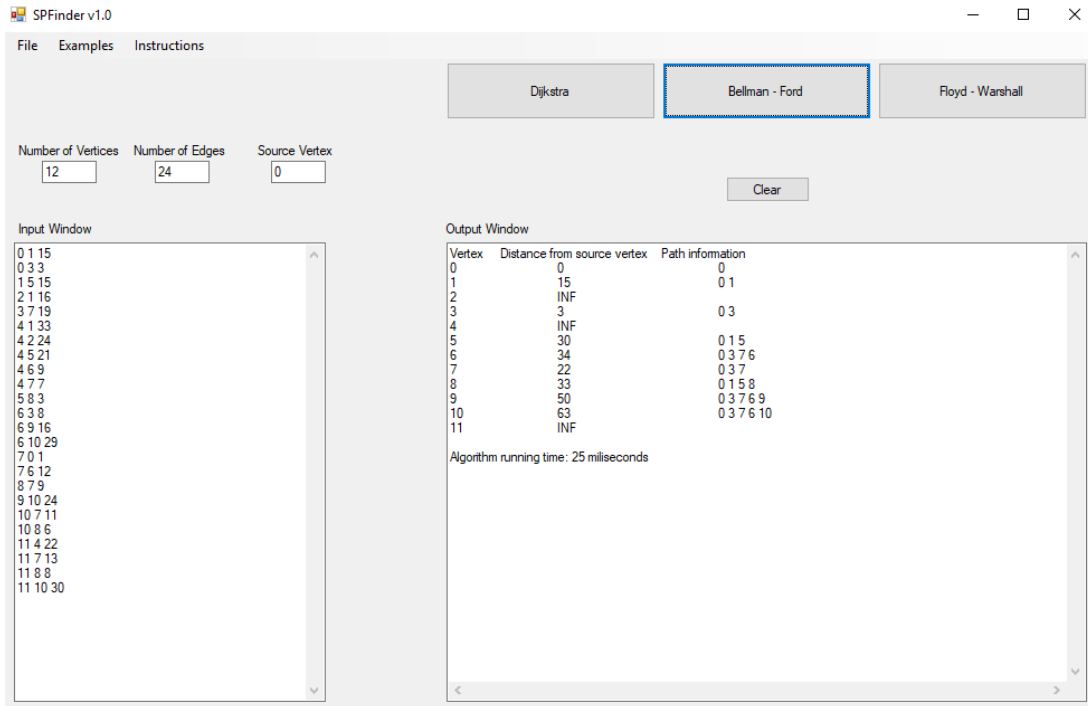 SPFinder v1.0
File Examples Instructions
Dijkstra Bellman - Ford Floyd - Warshall
Number of Vertices Number of Edges Source Vertex
12 24 0
Clear
Input Window
0 1 15
0 3 3
1 5 15
2 1 16
3 7 19
4 1 33
4 2 24
4 5 21
4 6 9
4 7 7
5 8 3
6 3 8
6 9 16
6 10 29
7 0 1
7 6 12
8 7 9
9 10 24
10 7 11
10 8 6
11 4 22
11 7 13
11 8 8
11 10 30
Output Window
Vertex Distance from source vertex Path information
0 0 0
1 15 0 1
2 INF
3 3 0 3
4 INF
5 30 0 1 5
6 34 0 3 7 6
7 22 0 3 7
8 33 0 1 5 8
9 50 0 3 7 6 9
10 63 0 3 7 6 10
11 INF
Algorithm running time: 25 miliseconds